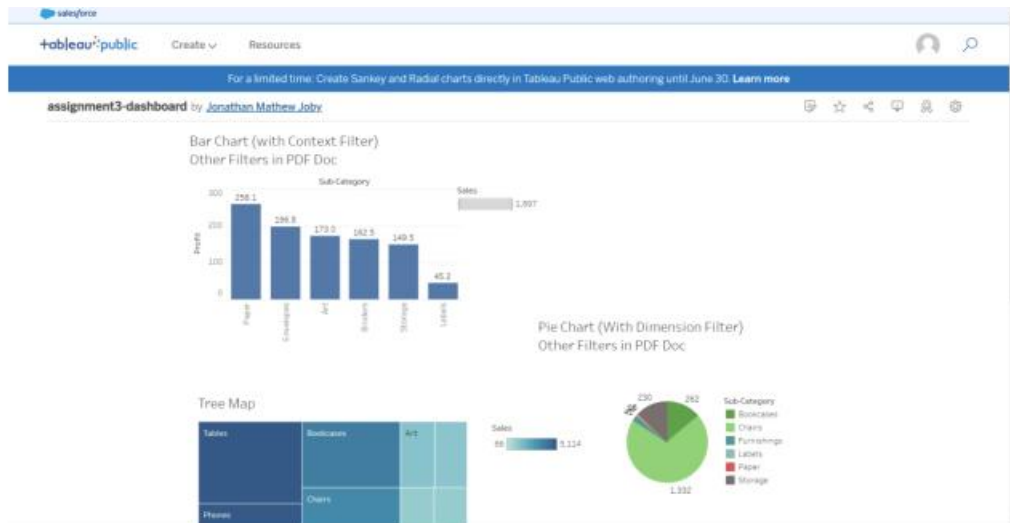 salesforce
tableau public
Create
Resources
For a limited time: Create Sankey and Radial charts directly in Tableau Public web authoring until June 30. Learn more
assignment3-dashboard by Jonathan Mathew Joby
Bar Chart (with Context Filter)
Other Filters in PDF Doc
Sub-Category
Sales
1,897
Profit
300
200
100
0
258.1
196.8
173.0
162.5
149.5
45.2
Paper
Envelopes
Art
Binders
Storage
Labels
Pie Chart (With Dimension Filter)
Other Filters in PDF Doc
230
262
1,332
Sub-Category
Bookcases
Chairs
Furnishings
Labels
Paper
Storage
Tree Map
Tables
Bookcases
Art
Chairs
Phones
Sales
5,114